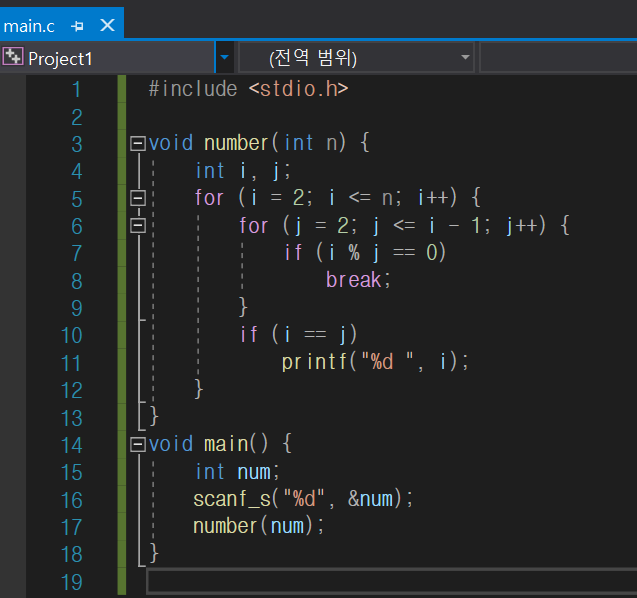 main.c
Project1 (전역 범위)
1 #include <stdio.h>
2
3 void number(int n) {
4 int i, j;
5 for (i = 2; i <= n; i++) {
6 for (j = 2; j <= i - 1; j++) {
7 if (i % j == 0)
8 break;
9 }
10 if (i == j)
11 printf("%d ", i);
12 }
13 }
14 void main() {
15 int num;
16 scanf_s("%d", &num);
17 number(num);
18 }
19